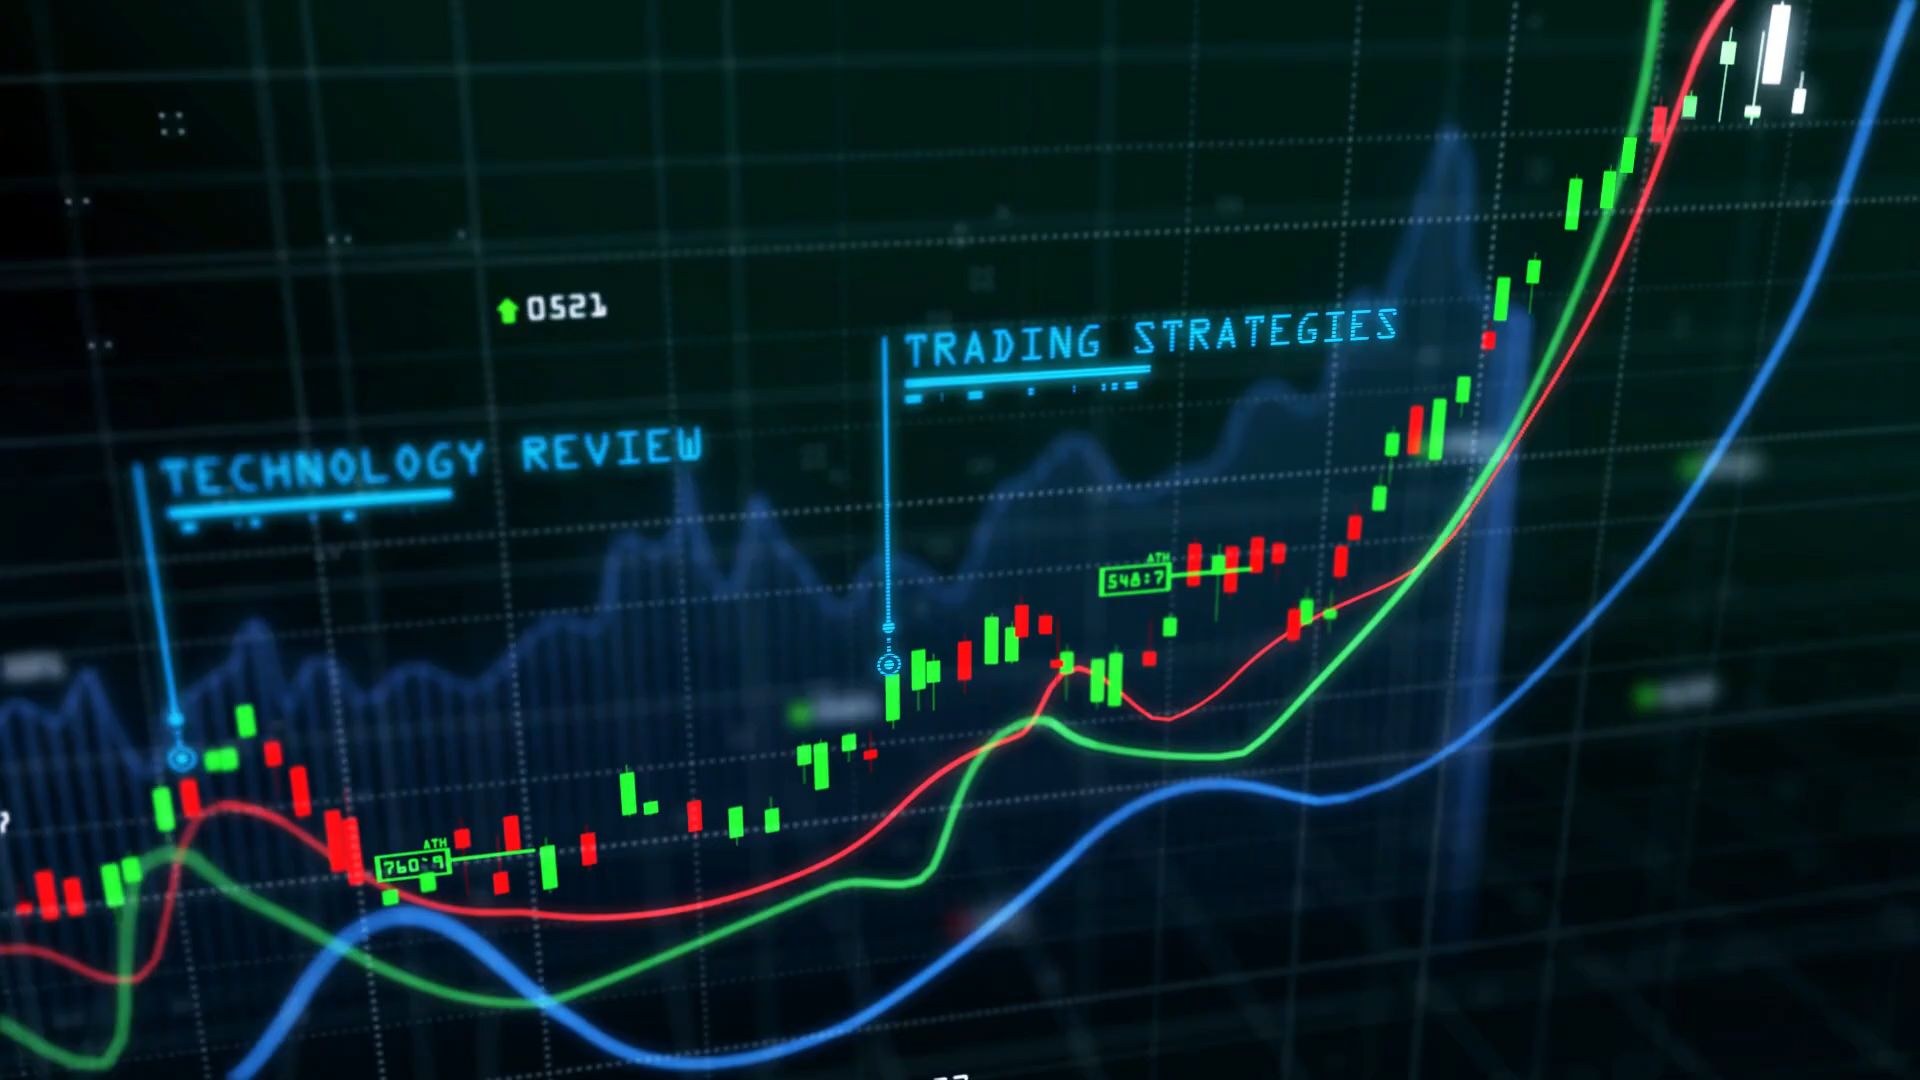 0521
TRADING STRATEGIES
TECHNOLOGY REVIEW
ATH
548:7
ATH
760:9